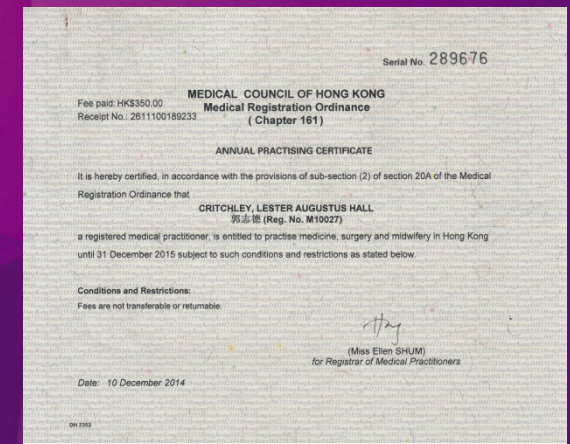 Serial No. 289676
MEDICAL COUNCIL OF HONG KONG
Fee paid: HK$350.00
Medical Registration Ordinance
Receipt No.: 2611100189233
( Chapter 161)
ANNUAL PRACTISING CERTIFICATE
It is hereby certified, in accordance with the provisions of sub-section (2) of section 20A of the Medical
Registration Ordinance that
CRITCHLEY, LESTER AUGUSTUS HALL
郭志德 (Reg. No. M10027)
a registered medical practitioner, is entitled to practise medicine, surgery and midwifery in Hong Kong
until 31 December 2015 subject to such conditions and restrictions as stated below.
Conditions and Restrictions:
Fees are not transferable or returnable.
(Miss Ellen SHUM)
for Registrar of Medical Practitioners
Date: 10 December 2014
DH 2353